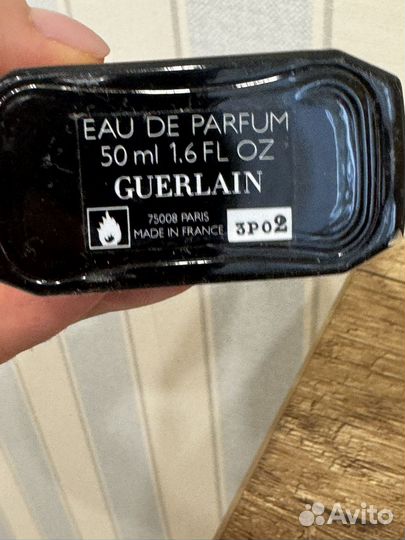 EAU DE PARFUM
50 ml 1.6 FL OZ
GUERLAIN
75008 PARIS
MADE IN FRANCE
3P02
Avito